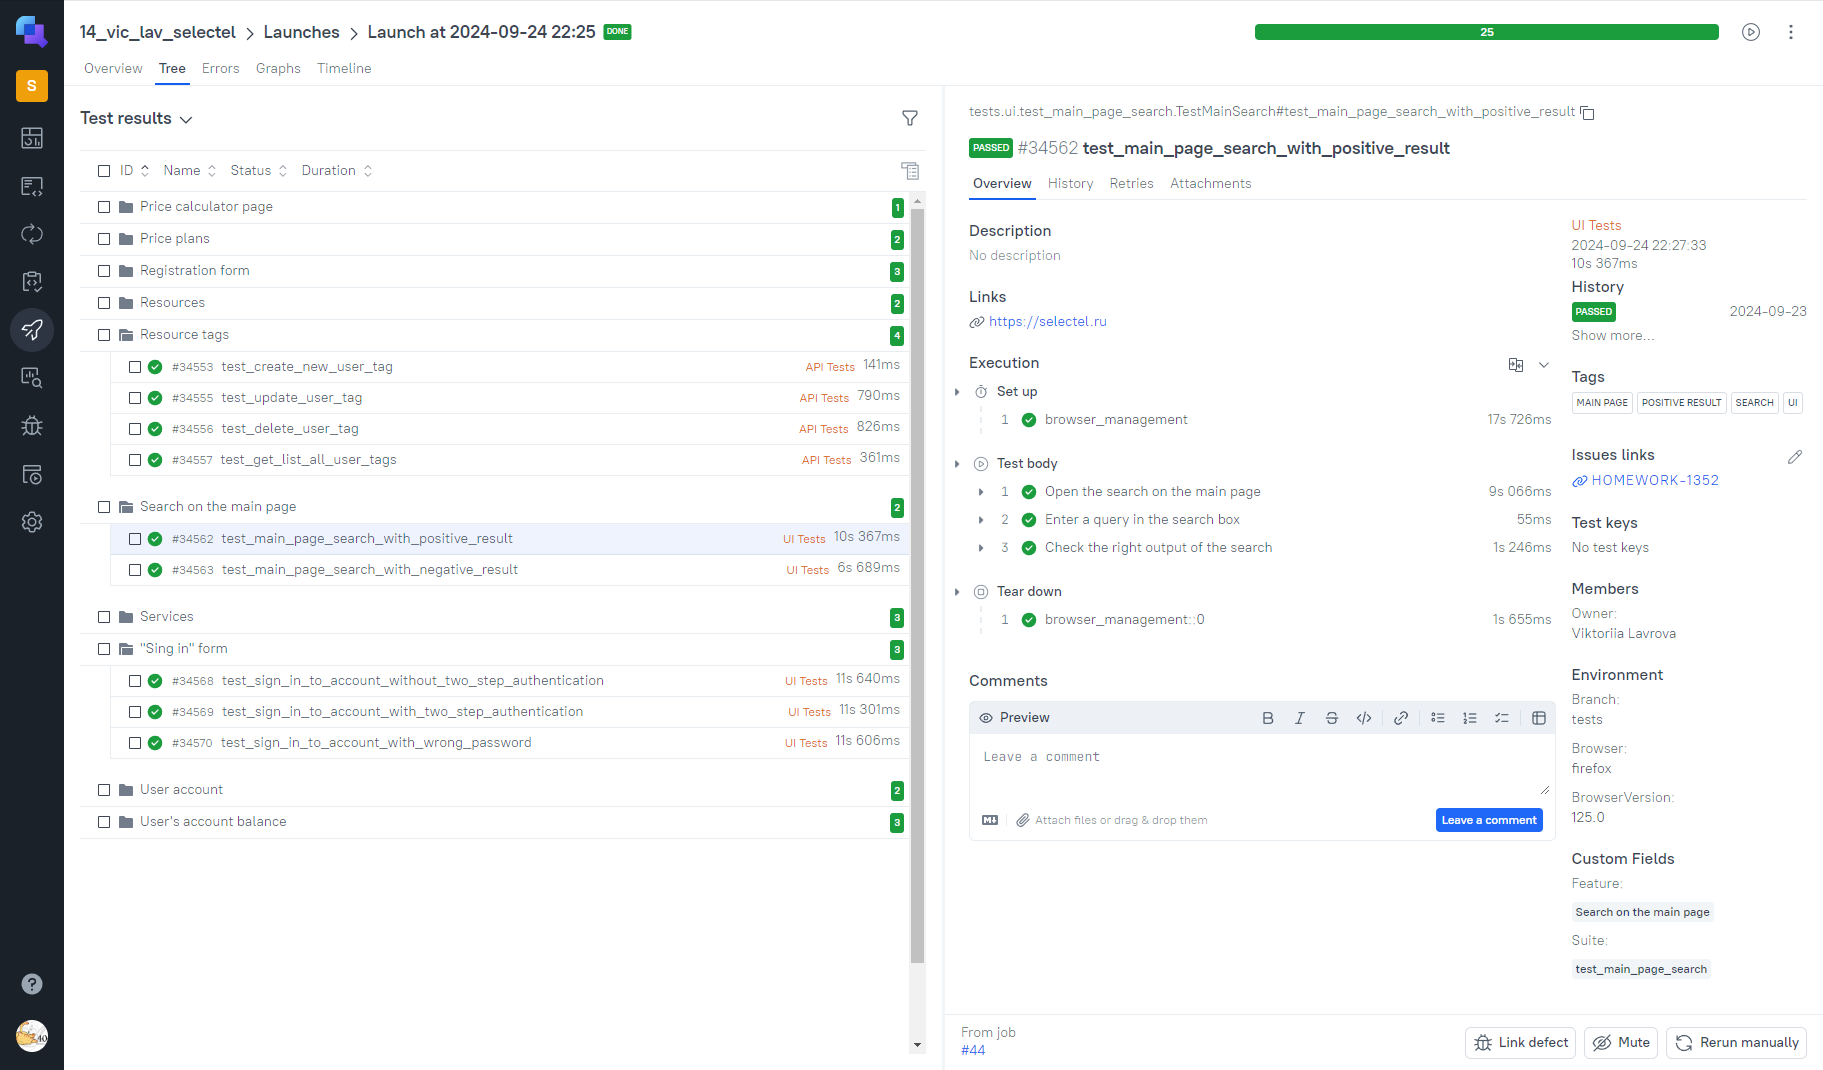 14_vic_lav_selectel > Launches > Launch at 2024-09-24 22:25 DONE
25
S
Overview Tree Errors Graphs Timeline
Test results
ID Name Status Duration
Price calculator page 1
Price plans 2
Registration form 3
Resources 2
Resource tags 4
#34553 test_create_new_user_tag API Tests 141ms
#34555 test_update_user_tag API Tests 790ms
#34556 test_delete_user_tag API Tests 826ms
#34557 test_get_list_all_user_tags API Tests 361ms
Search on the main page 2
#34562 test_main_page_search_with_positive_result UI Tests 10s 367ms
#34563 test_main_page_search_with_negative_result UI Tests 6s 689ms
Services 3
"Sing in" form 3
#34568 test_sign_in_to_account_without_two_step_authentication UI Tests 11s 640ms
#34569 test_sign_in_to_account_with_two_step_authentication UI Tests 11s 301ms
#34570 test_sign_in_to_account_with_wrong_password UI Tests 11s 606ms
User account 2
User's account balance 3
tests.ui.test_main_page_search.TestMainSearch#test_main_page_search_with_positive_result
PASSED #34562 test_main_page_search_with_positive_result
Overview History Retries Attachments
Description
No description
Links
https://selectel.ru
Execution
Set up
1 browser_management 17s 726ms
Test body
1 Open the search on the main page 9s 066ms
2 Enter a query in the search box 55ms
3 Check the right output of the search 1s 246ms
Tear down
1 browser_management::0 1s 655ms
Comments
Preview
Leave a comment
Attach files or drag & drop them
Leave a comment
UI Tests
2024-09-24 22:27:33
10s 367ms
History
PASSED 2024-09-23
Show more...
Tags
MAIN PAGE POSITIVE RESULT SEARCH UI
Issues links
HOMEWORK-1352
Test keys
No test keys
Members
Owner:
Viktoriia Lavrova
Environment
Branch:
tests
Browser:
firefox
BrowserVersion:
125.0
Custom Fields
Feature:
Search on the main page
Suite:
test_main_page_search
From job
#44
Link defect Mute Rerun manually